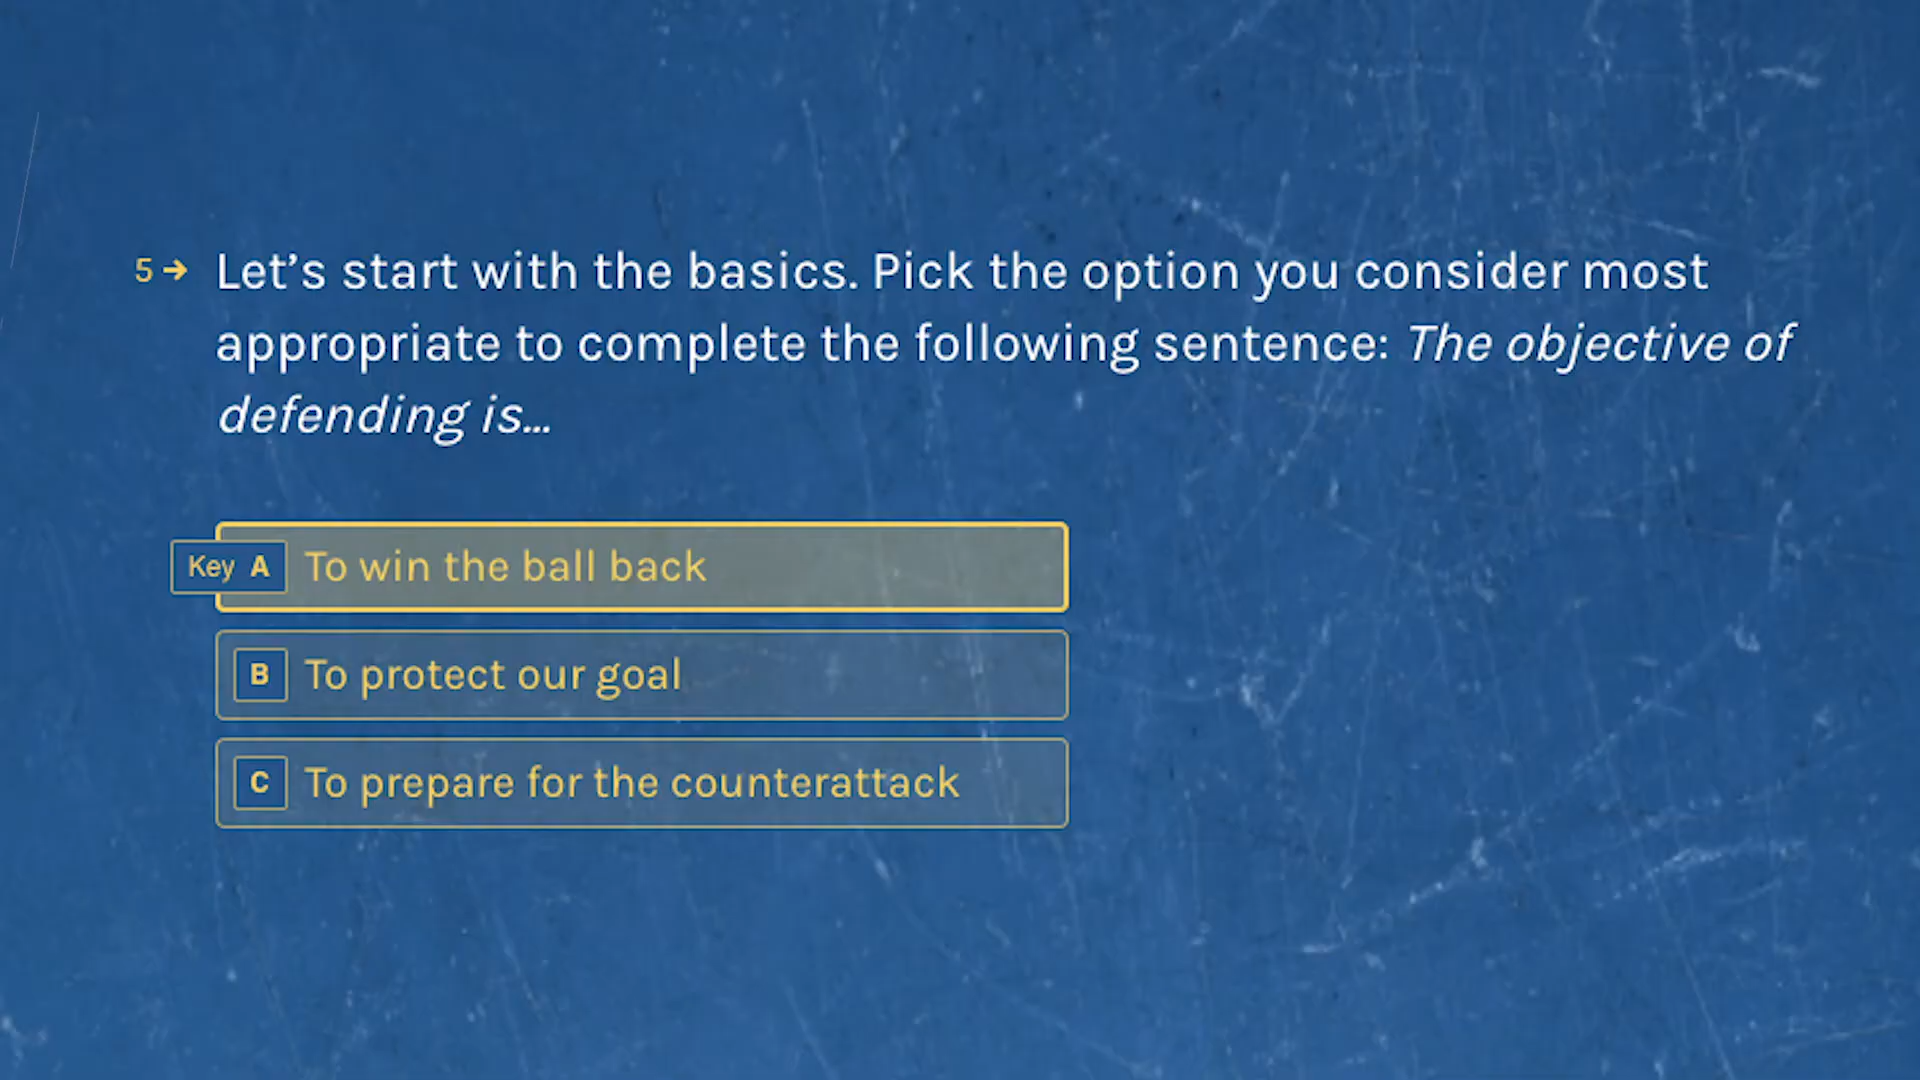 5 → Let’s start with the basics. Pick the option you consider most
appropriate to complete the following sentence: The objective of
defending is...
Key A To win the ball back
B To protect our goal
C To prepare for the counterattack